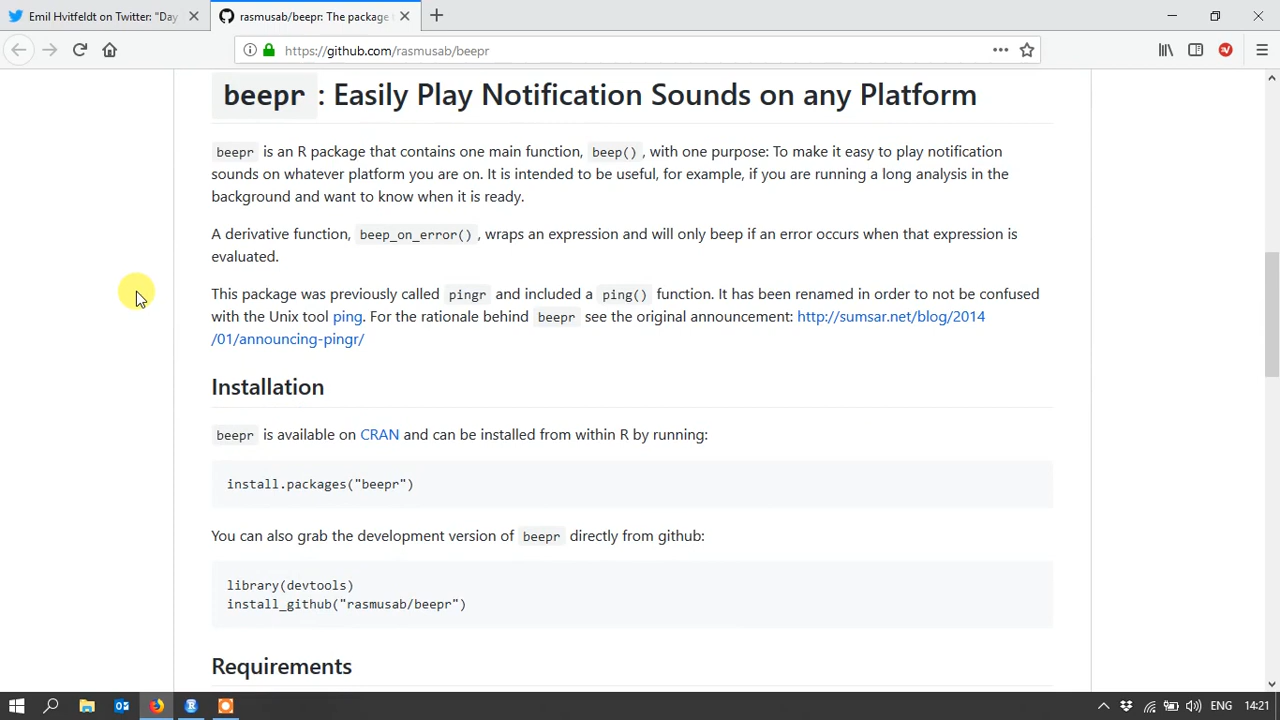 Emil Hvitfeldt on Twitter: "Day
rasmusab/beepr: The package
https://github.com/rasmusab/beepr
beepr : Easily Play Notification Sounds on any Platform
beepr is an R package that contains one main function, beep() , with one purpose: To make it easy to play notification
sounds on whatever platform you are on. It is intended to be useful, for example, if you are running a long analysis in the
background and want to know when it is ready.
A derivative function, beep_on_error() , wraps an expression and will only beep if an error occurs when that expression is
evaluated.
This package was previously called pingr and included a ping() function. It has been renamed in order to not be confused
with the Unix tool ping. For the rationale behind beepr see the original announcement: http://sumsar.net/blog/2014
/01/announcing-pingr/
Installation
beepr is available on CRAN and can be installed from within R by running:
install.packages("beepr")
You can also grab the development version of beepr directly from github:
library(devtools)
install_github("rasmusab/beepr")
Requirements
ENG 14:21